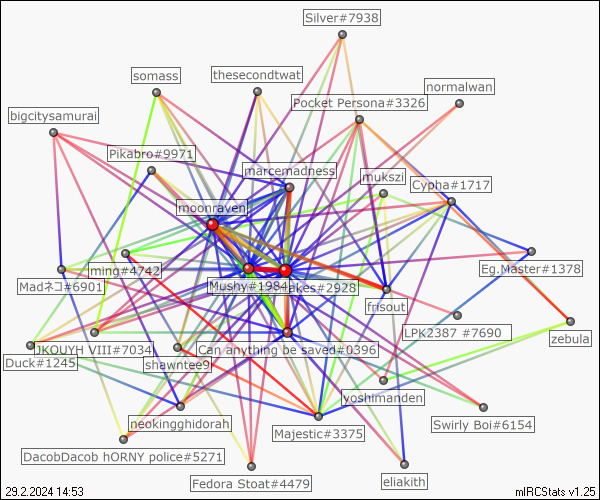 Silver#7938
somass
thesecondtwat
normalwan
Pocket Persona#3326
bigcitysamurai
Pikabro#9971
marcemadness
mukszi
Cypha#1717
moonraven
Eg.Master#1378
ming#4742
Madネコ#6901
Mushy#1984
akes#2928
frisout
LPK2387 #7690
zebula
JKOUYH VIII#7034
Can anything be saved#0396
Duck#1245
shawntee9
yoshimanden
Swirly Boi#6154
neokingghidorah
Majestic#3375
DacobDacob hORNY police#5271
Fedora Stoat#4479
eliakith
29.2.2024 14:53
mIRCStats v1.25